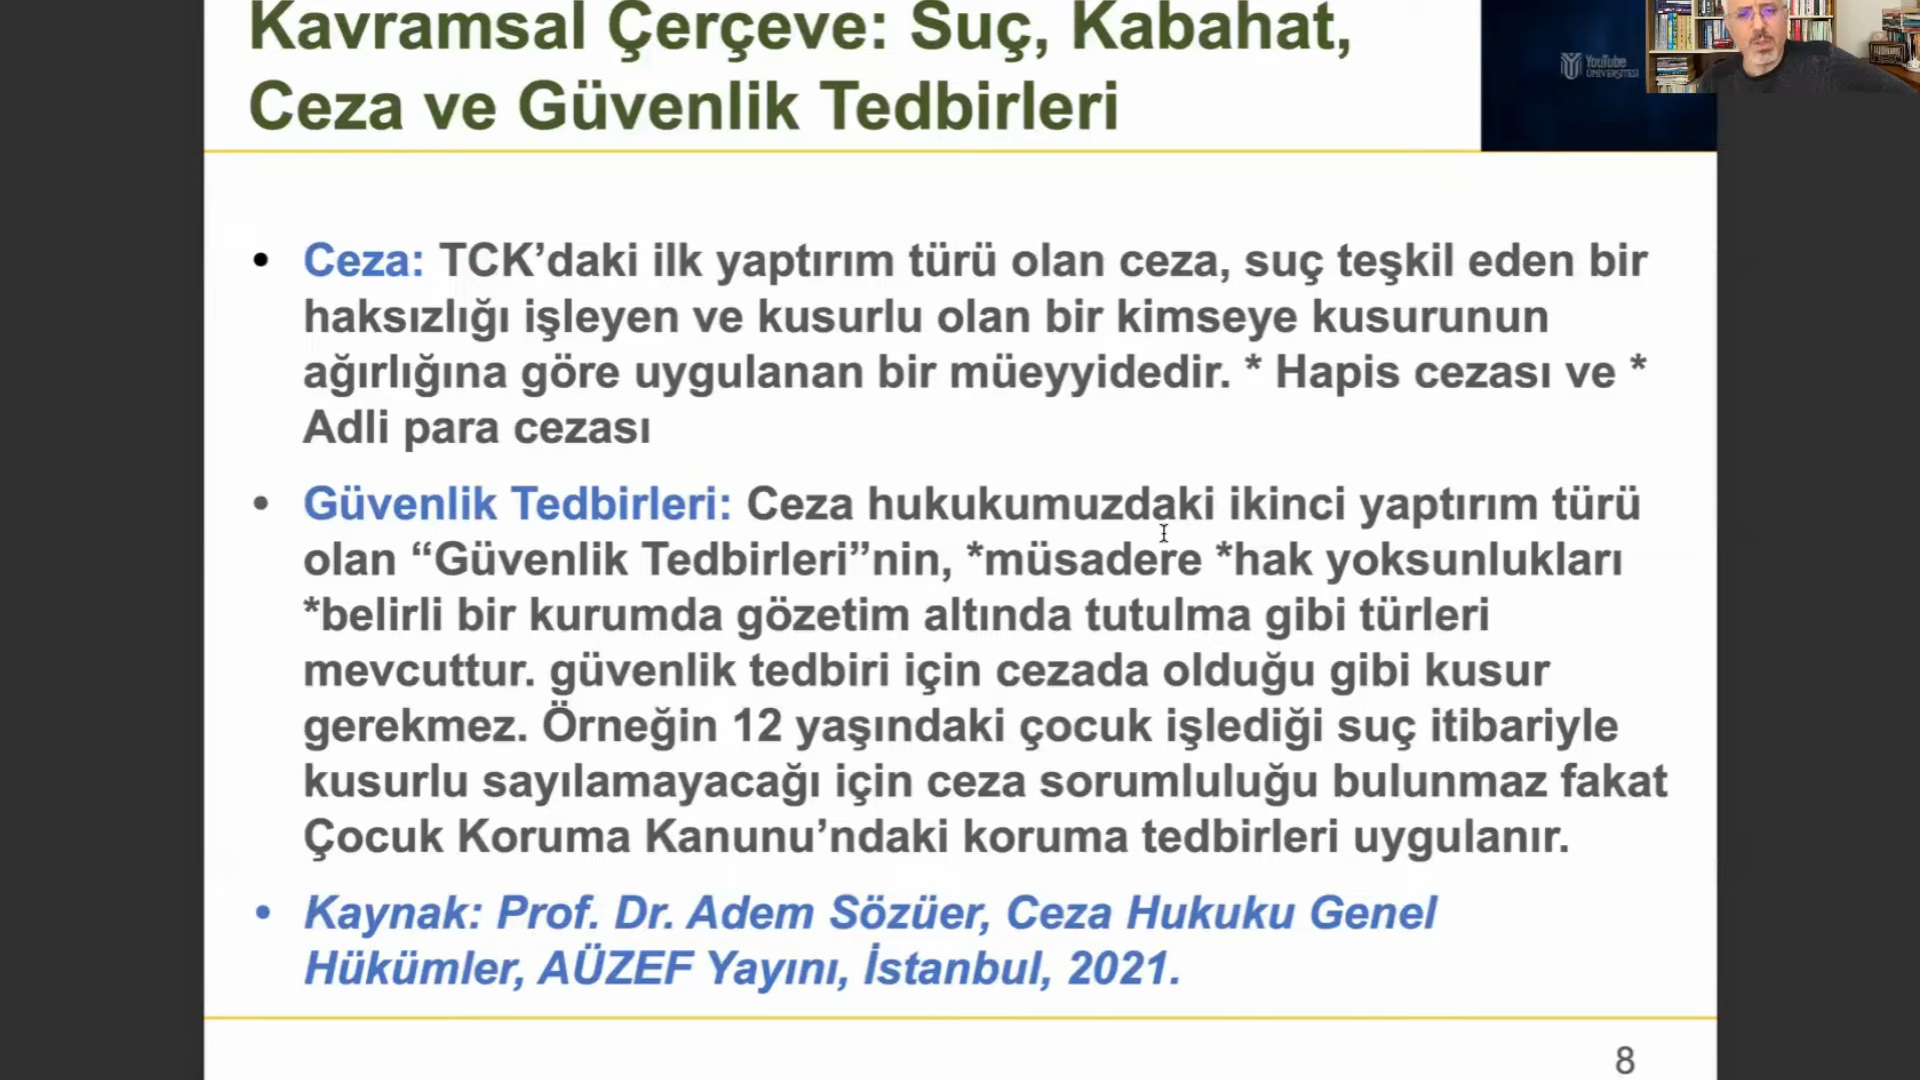 Kavramsal Çerçeve: Suç, Kabahat,
Ceza ve Güvenlik Tedbirleri
YouTube
ÜNİVERSİTESİ
• Ceza: TCK’daki ilk yaptırım türü olan ceza, suç teşkil eden bir
haksızlığı işleyen ve kusurlu olan bir kimseye kusurunun
ağırlığına göre uygulanan bir müeyyidedir. * Hapis cezası ve *
Adli para cezası
• Güvenlik Tedbirleri: Ceza hukukumuzdaki ikinci yaptırım türü
olan “Güvenlik Tedbirleri”nin, *müsadere *hak yoksunlukları
*belirli bir kurumda gözetim altında tutulma gibi türleri
mevcuttur. güvenlik tedbiri için cezada olduğu gibi kusur
gerekmez. Örneğin 12 yaşındaki çocuk işlediği suç itibariyle
kusurlu sayılamayacağı için ceza sorumluluğu bulunmaz fakat
Çocuk Koruma Kanunu’ndaki koruma tedbirleri uygulanır.
• Kaynak: Prof. Dr. Adem Sözüer, Ceza Hukuku Genel
Hükümler, AÜZEF Yayını, İstanbul, 2021.
8